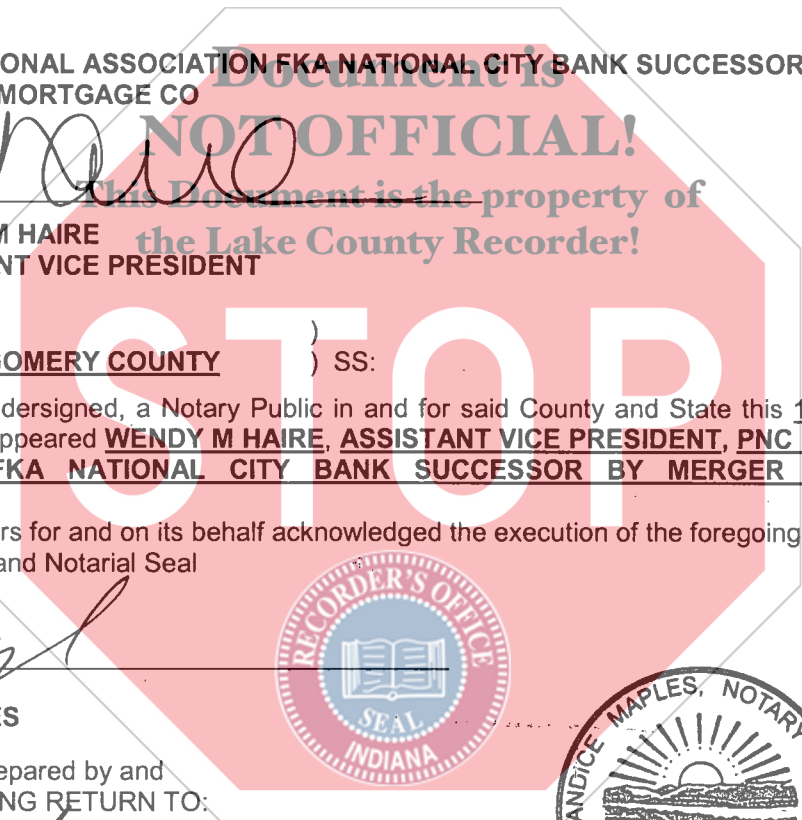 ONAL ASSOCIATION FKA NATIONAL CITY BANK SUCCESSOR
MORTGAGE CO
Document is
NOT OFFICIAL!
This Document is the property of
the Lake County Recorder!
M HAIRE
NT VICE PRESIDENT
)
GOMERY COUNTY ) SS:
dersigned, a Notary Public in and for said County and State this 1
ppeared WENDY M HAIRE, ASSISTANT VICE PRESIDENT, PNC
FKA NATIONAL CITY BANK SUCCESSOR BY MERGER
STOP
rs for and on its behalf acknowledged the execution of the foregoing
and Notarial Seal
RECORDER'S OFFICE
SEAL
INDIANA
ES
ANDICE MAPLES, NOTARY
epared by and
NG RETURN TO: